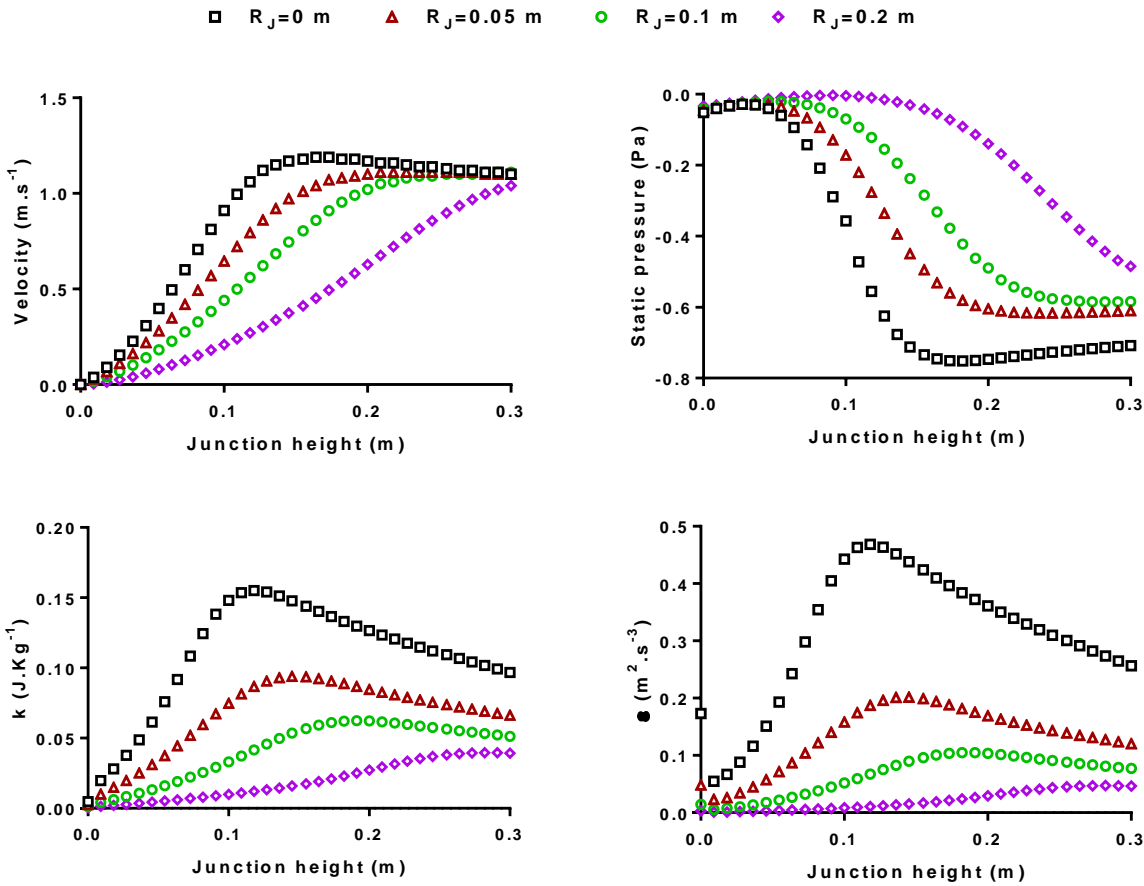 R_J=0 m R_J=0.05 m R_J=0.1 m R_J=0.2 m
Velocity (m.s⁻¹)
1.5
1.0
0.5
0.0
0.0 0.1 0.2 0.3
Junction height (m)
Static pressure (Pa)
0.0
-0.2
-0.4
-0.6
-0.8
0.0 0.1 0.2 0.3
Junction height (m)
k (J.Kg⁻¹)
0.20
0.15
0.10
0.05
0.00
0.0 0.1 0.2 0.3
Junction height (m)
(m².s⁻³)
0.5
0.4
0.3
0.2
0.1
0.0
0.0 0.1 0.2 0.3
Junction height (m)